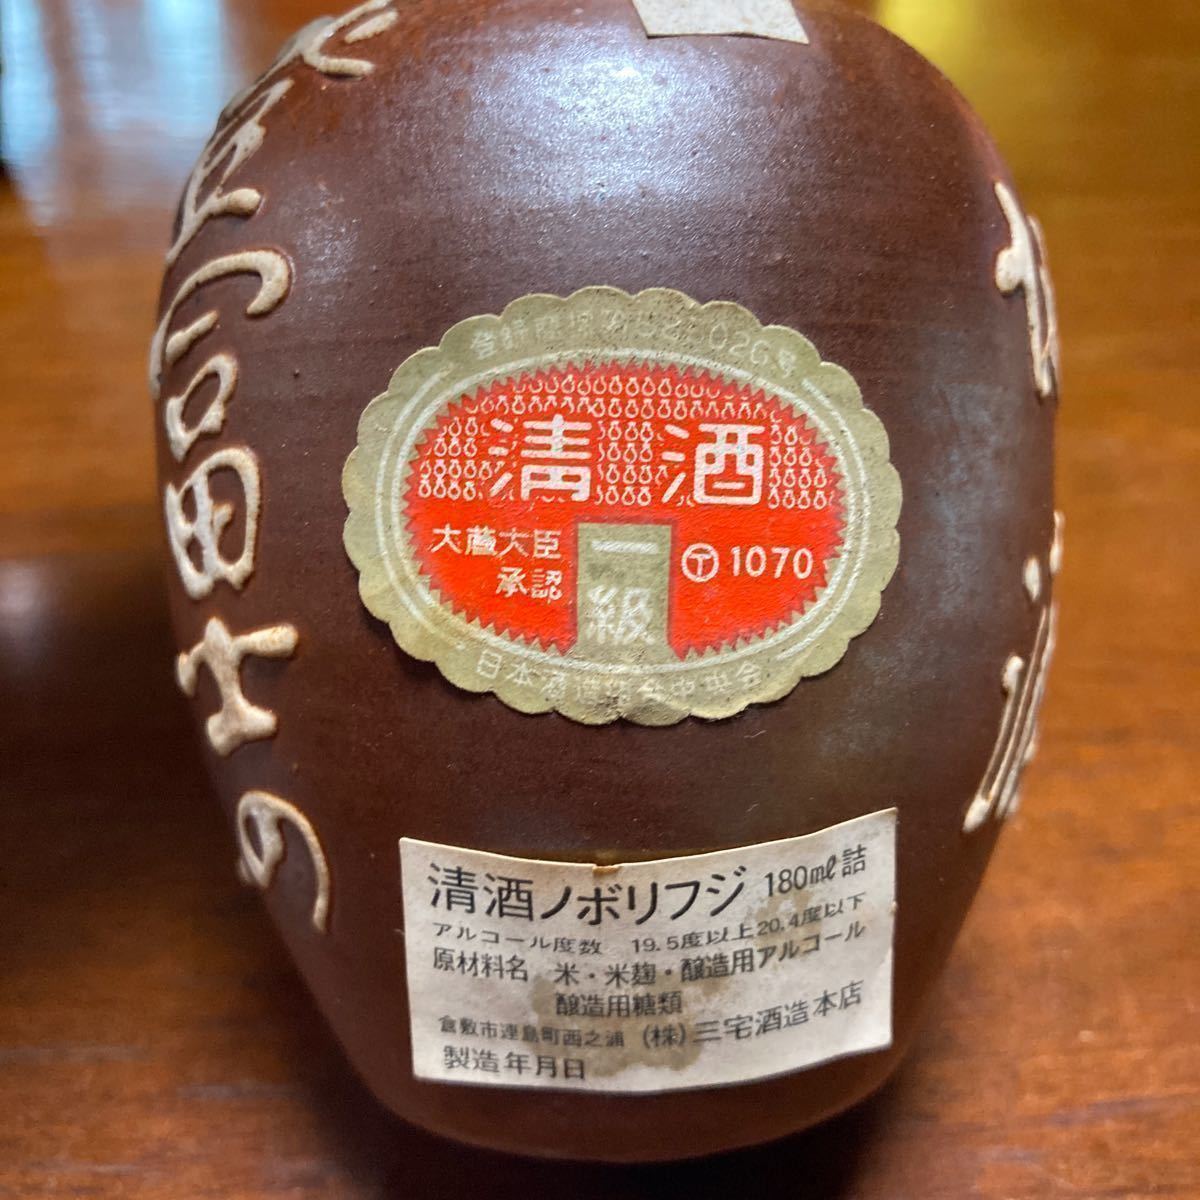 清酒
大蔵大臣
承認
一級
〒1070
日本酒造組合中央会
清酒ノボリフジ 180ml詰
アルコール度数 19.5度以上20.4度以下
原材料名 米・米麹・醸造用アルコール
醸造用糖類
倉敷市連島町西之浦 (株)三宅酒造本店
製造年月日